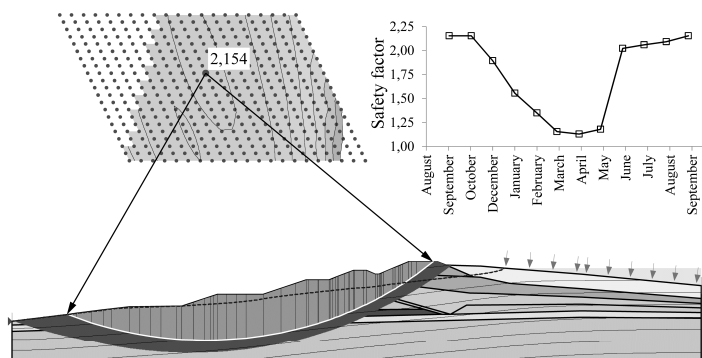 2,154
Safety factor
2,25
2,00
1,75
1,50
1,25
1,00
August
September
October
December
January
February
March
April
May
June
July
August
September